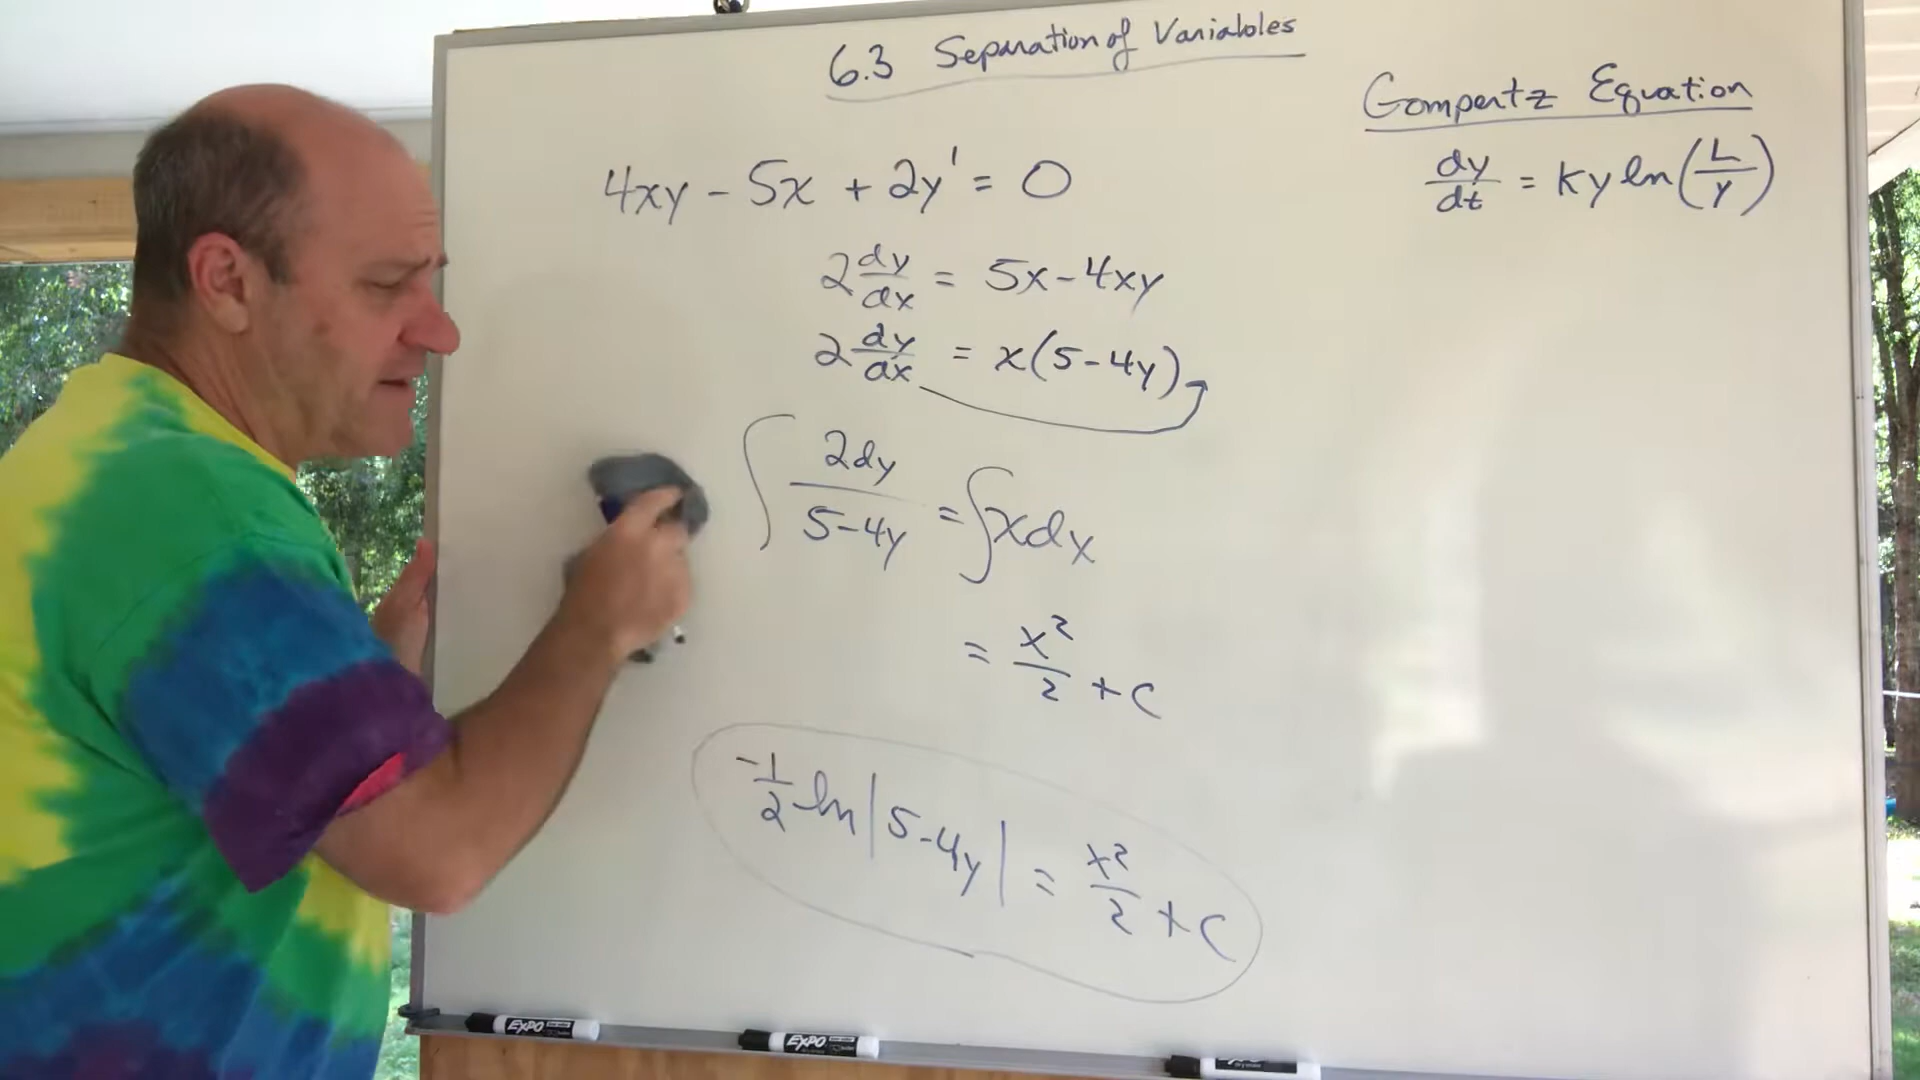 6.3 Separation of Variables
4xy - 5x + 2y' = 0
2 dy/dx = 5x - 4xy
2 dy/dx = x(5-4y)
∫ 2dy/(5-4y) = ∫ x dx
= x²/2 + c
-1/2 ln|5-4y| = x²/2 + c
Gompertz Equation
dy/dt = ky ln(L/y)
EXPO
EXPO